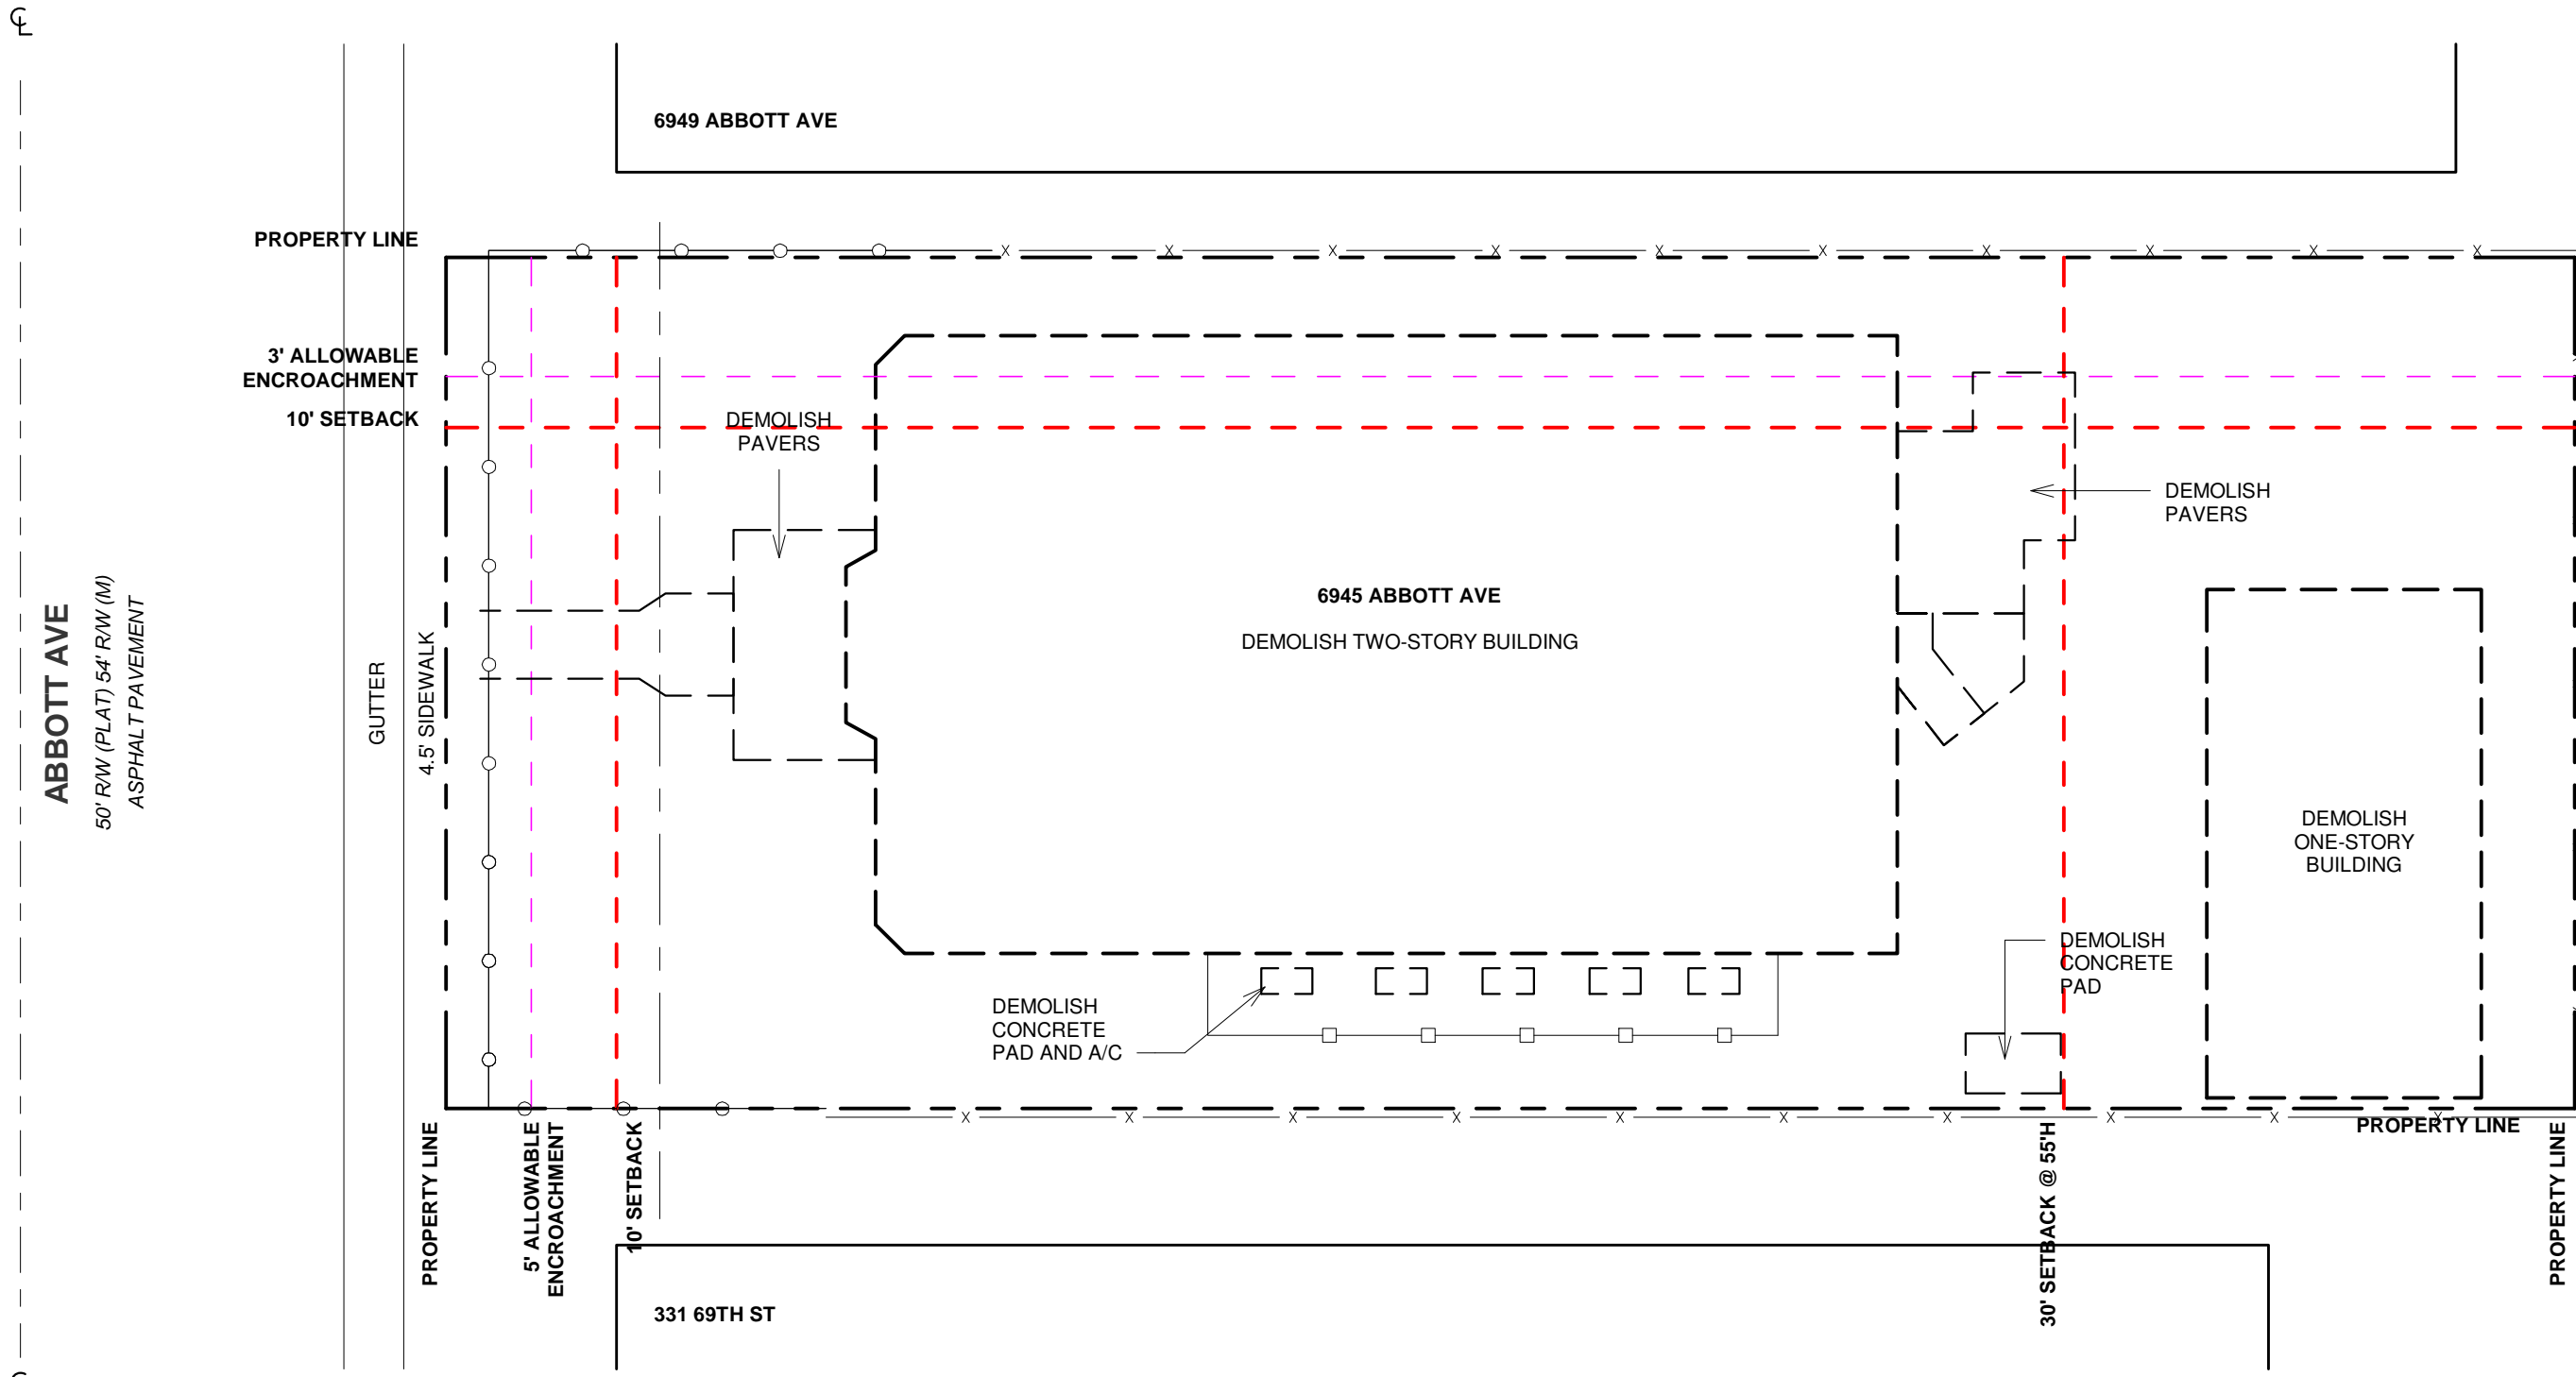 6949 ABBOTT AVE
PROPERTY LINE
3' ALLOWABLE
ENCROACHMENT
10' SETBACK
DEMOLISH
PAVERS
DEMOLISH
PAVERS
6945 ABBOTT AVE
DEMOLISH TWO-STORY BUILDING
ABBOTT AVE
50' R/W (PLAT) 54' R/W (M)
ASPHALT PAVEMENT
GUTTER
4.5' SIDEWALK
DEMOLISH
ONE-STORY
BUILDING
DEMOLISH
CONCRETE
PAD
DEMOLISH
CONCRETE
PAD AND A/C
PROPERTY LINE
PROPERTY LINE
5' ALLOWABLE
ENCROACHMENT
10' SETBACK
30' SETBACK @ 55'H
PROPERTY LINE
331 69TH ST